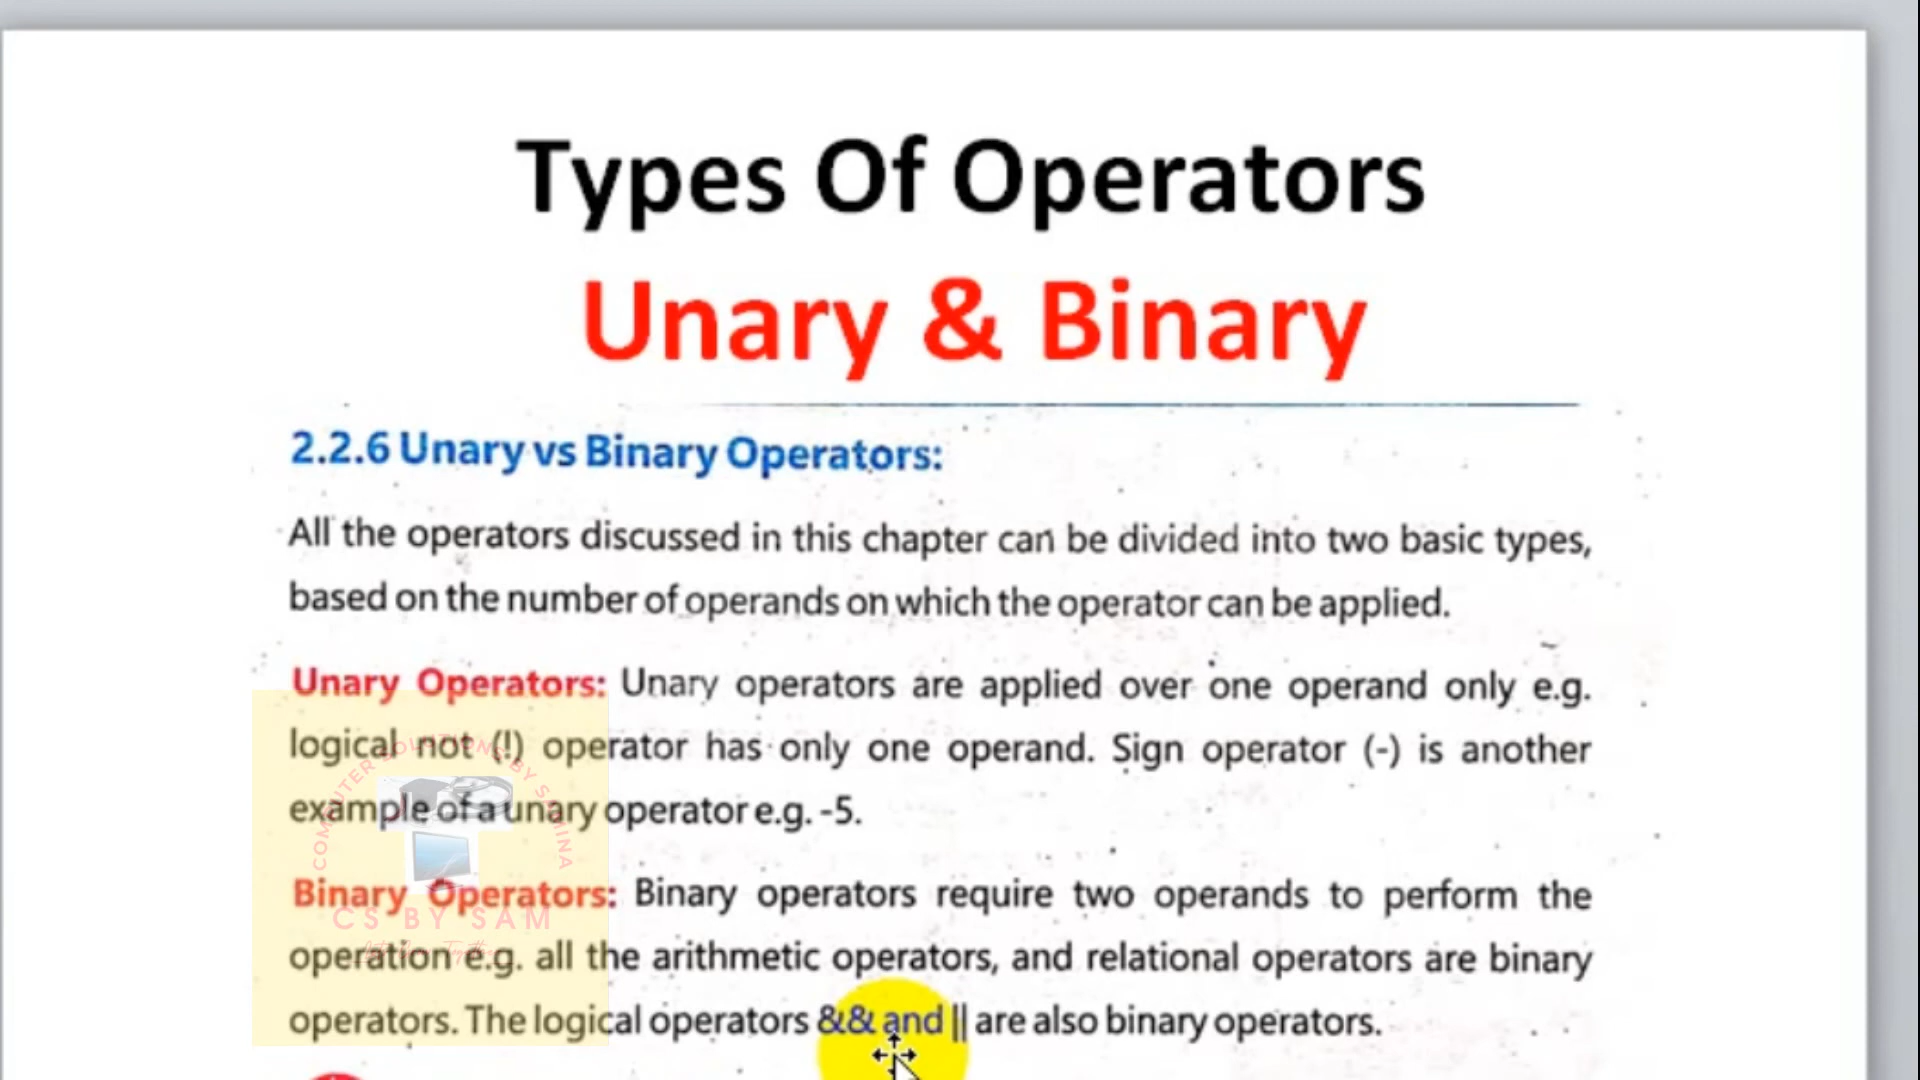 Types Of Operators
Unary & Binary
2.2.6 Unary vs Binary Operators:
All the operators discussed in this chapter can be divided into two basic types,
based on the number of operands on which the operator can be applied.
Unary Operators: Unary operators are applied over one operand only e.g.
logical not (!) operator has only one operand. Sign operator (-) is another
example of a unary operator e.g. -5.
Binary Operators: Binary operators require two operands to perform the
operation e.g. all the arithmetic operators, and relational operators are binary
operators. The logical operators && and || are also binary operators.
COMPUTER SOLUTIONS BY SAMINA
CS BY SAM